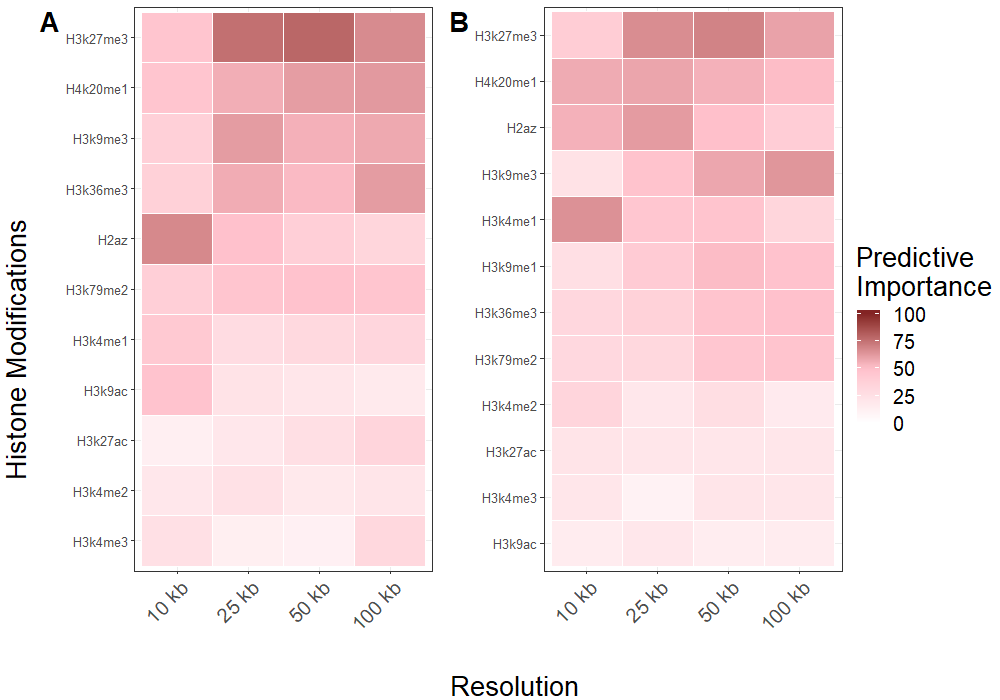 A
H3k27me3
H4k20me1
H3k9me3
H3k36me3
H2az
H3k79me2
H3k4me1
H3k9ac
H3k27ac
H3k4me2
H3k4me3
10 kb
25 kb
50 kb
100 kb
B
H3k27me3
H4k20me1
H2az
H3k9me3
H3k4me1
H3k9me1
H3k36me3
H3k79me2
H3k4me2
H3k27ac
H3k4me3
H3k9ac
10 kb
25 kb
50 kb
100 kb
Histone Modifications
Resolution
Predictive
Importance
100
75
50
25
0